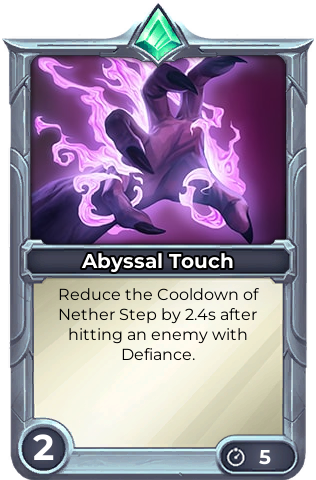 Abyssal Touch
Reduce the Cooldown of
Nether Step by 2.4s after
hitting an enemy with
Defiance.
2
5